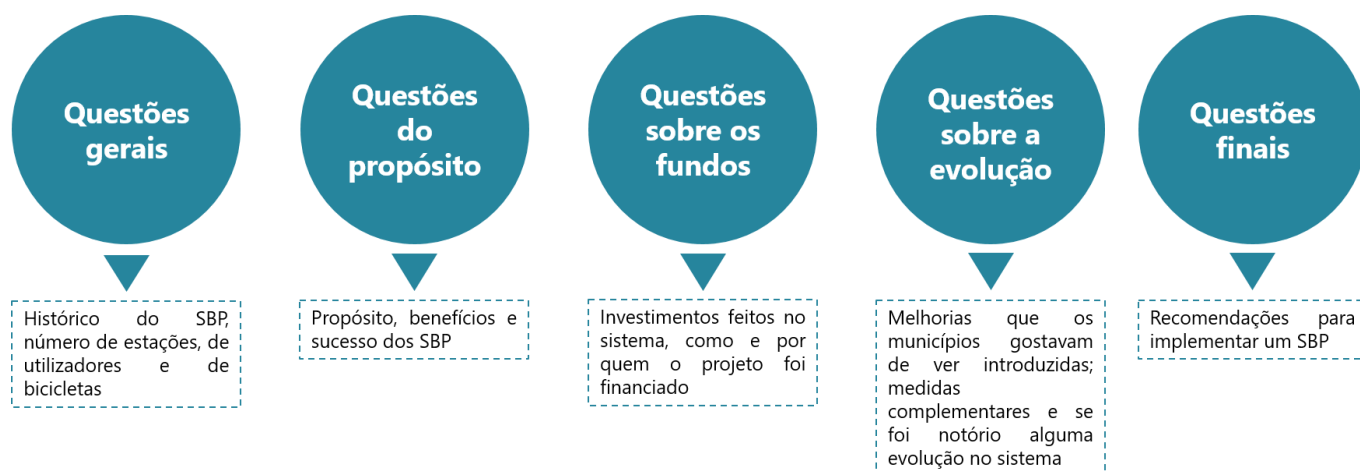 Questões
gerais
Questões
do
propósito
Questões
sobre os
fundos
Questões
sobre a
evolução
Questões
finais
Histórico do SBP,
número de estações, de
utilizadores e de
bicicletas
Propósito, benefícios e
sucesso dos SBP
Investimentos feitos no
sistema, como e por
quem o projeto foi
financiado
Melhorias que os
municípios gostavam
de ver introduzidas;
medidas
complementares e se
foi notório alguma
evolução no sistema
Recomendações para
implementar um SBP